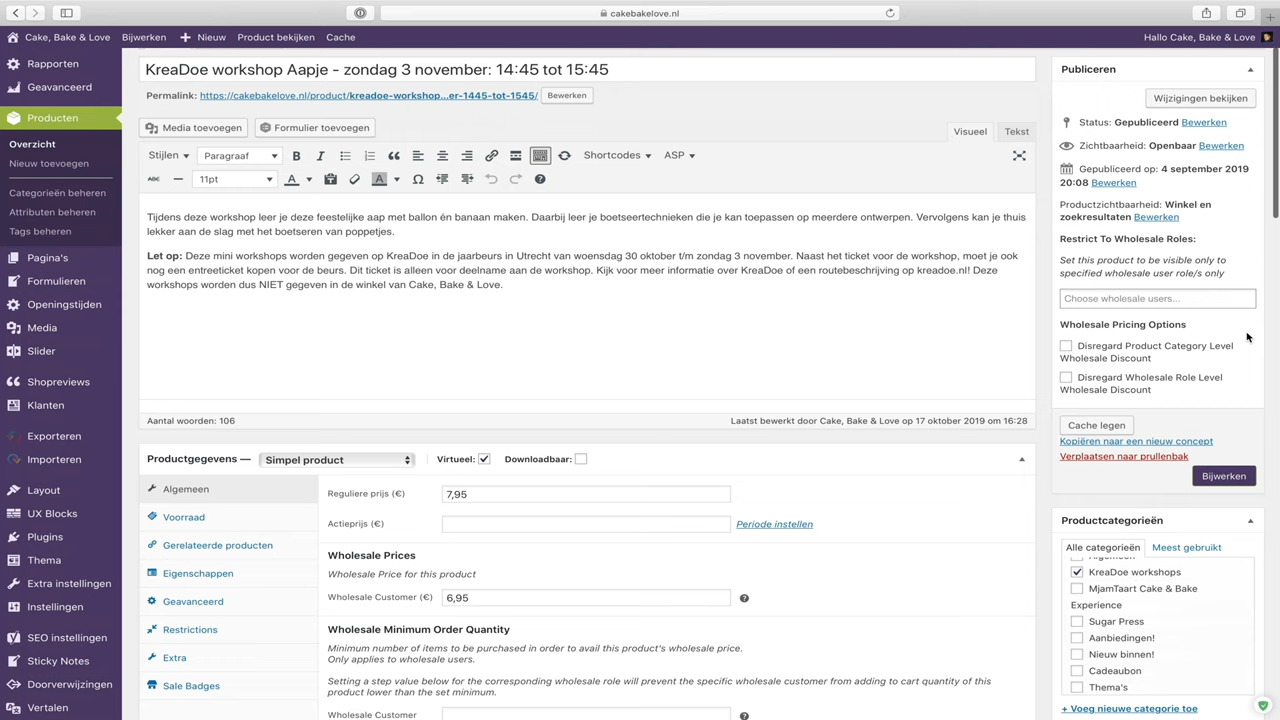 cakebakelove.nl
Cake, Bake & Love
Bijwerken
Nieuw
Product bekijken
Cache
Hallo Cake, Bake & Love
Rapporten
Geavanceerd
Producten
Overzicht
Nieuw toevoegen
Categorieën beheren
Attributen beheren
Tags beheren
Pagina's
Formulieren
Openingstijden
Media
Slider
Shopreviews
Klanten
Exporteren
Importeren
Layout
UX Blocks
Plugins
Thema
Extra instellingen
Instellingen
SEO instellingen
Sticky Notes
Doorverwijzingen
Vertalen
KreaDoe workshop Aapje - zondag 3 november: 14:45 tot 15:45
Permalink: https://cakebakelove.nl/product/kreadoe-workshop...er-1445-tot-1545/ Bewerken
Media toevoegen
Formulier toevoegen
Visueel
Tekst
Stijlen
Paragraaf
B
I
Shortcodes
ASP
ABC
11pt
A
A
Tijdens deze workshop leer je deze feestelijke aap met ballon én banaan maken. Daarbij leer je boetseertechnieken die je kan toepassen op meerdere ontwerpen. Vervolgens kan je thuis
lekker aan de slag met het boetseren van poppetjes.
Let op: Deze mini workshops worden gegeven op KreaDoe in de jaarbeurs in Utrecht van woensdag 30 oktober t/m zondag 3 november. Naast het ticket voor de workshop, moet je ook
nog een entreeticket kopen voor de beurs. Dit ticket is alleen voor deelname aan de workshop. Kijk voor meer informatie over KreaDoe of een routebeschrijving op kreadoe.nl! Deze
workshops worden dus NIET gegeven in de winkel van Cake, Bake & Love.
Aantal woorden: 106
Laatst bewerkt door Cake, Bake & Love op 17 oktober 2019 om 16:28
Productgegevens —
Simpel product
Virtueel:
Downloadbaar:
Algemeen
Voorraad
Gerelateerde producten
Eigenschappen
Geavanceerd
Restrictions
Extra
Sale Badges
Reguliere prijs (€)
7,95
Actieprijs (€)
Periode instellen
Wholesale Prices
Wholesale Price for this product
Wholesale Customer (€)
6,95
Wholesale Minimum Order Quantity
Minimum number of items to be purchased in order to avail this product's wholesale price.
Only applies to wholesale users.
Setting a step value below for the corresponding wholesale role will prevent the specific wholesale customer from adding to cart quantity of this
product lower than the set minimum.
Wholesale Customer
Publiceren
Wijzigingen bekijken
Status: Gepubliceerd Bewerken
Zichtbaarheid: Openbaar Bewerken
Gepubliceerd op: 4 september 2019
20:08 Bewerken
Productzichtbaarheid: Winkel en
zoekresultaten Bewerken
Restrict To Wholesale Roles:
Set this product to be visible only to
specified wholesale user role/s only
Choose wholesale users...
Wholesale Pricing Options
Disregard Product Category Level
Wholesale Discount
Disregard Wholesale Role Level
Wholesale Discount
Cache legen
Kopiëren naar een nieuw concept
Verplaatsen naar prullenbak
Bijwerken
Productcategorieën
Alle categorieën
Meest gebruikt
Algemeen
KreaDoe workshops
MjamTaart Cake & Bake
Experience
Sugar Press
Aanbiedingen!
Nieuw binnen!
Cadeaubon
Thema's
+ Voeg nieuwe categorie toe